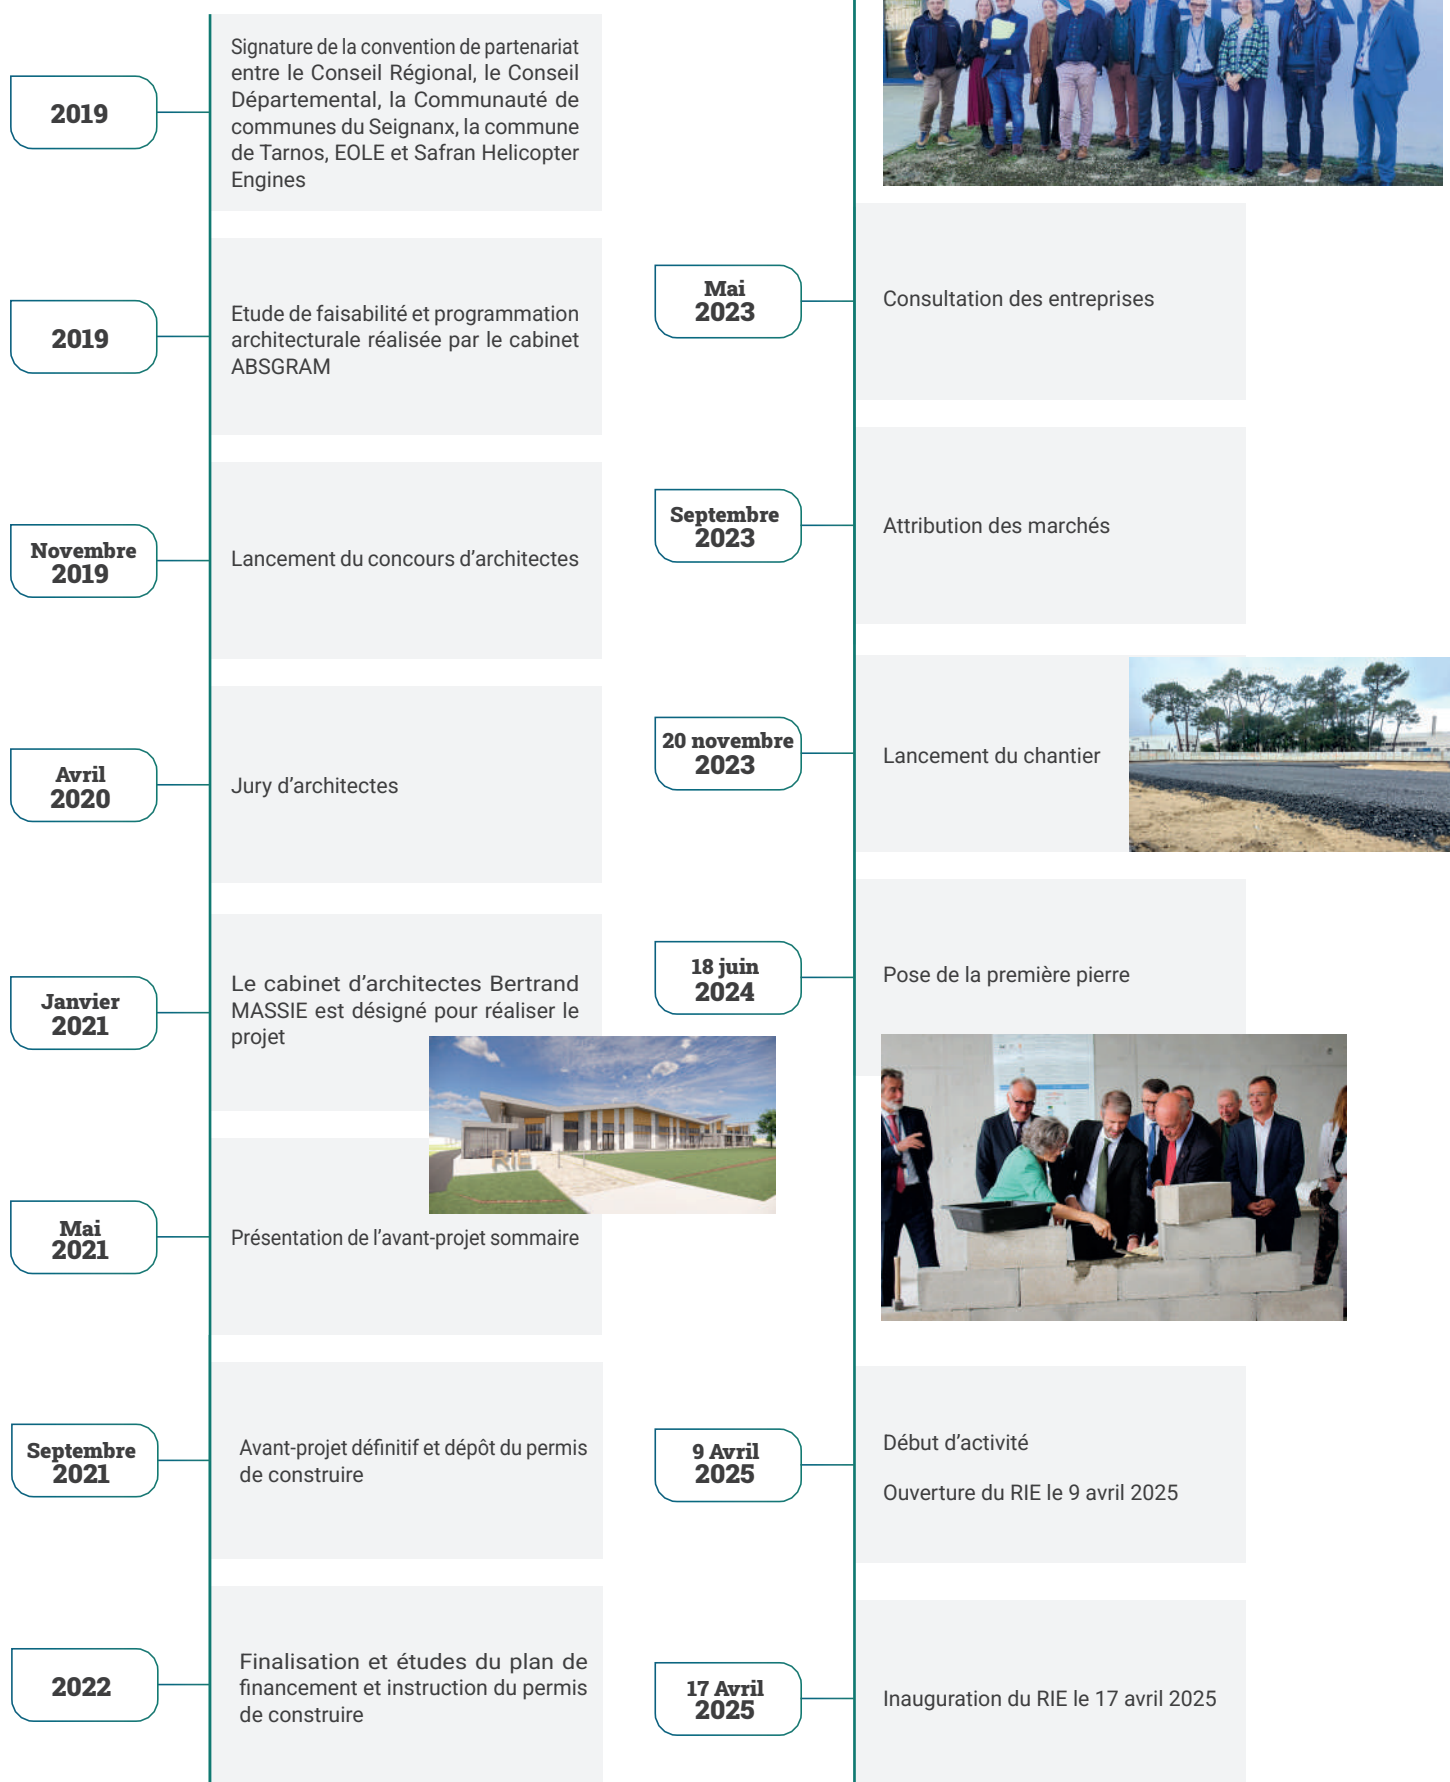 2019
Signature de la convention de partenariat
entre le Conseil Régional, le Conseil
Départemental, la Communauté de
communes du Seignanx, la commune
de Tarnos, EOLE et Safran Helicopter
Engines
2019
Etude de faisabilité et programmation
architecturale réalisée par le cabinet
ABSGRAM
Novembre
2019
Lancement du concours d'architectes
Avril
2020
Jury d'architectes
Janvier
2021
Le cabinet d'architectes Bertrand
MASSIE est désigné pour réaliser le
projet
RIE
Mai
2021
Présentation de l'avant-projet sommaire
Septembre
2021
Avant-projet définitif et dépôt du permis
de construire
2022
Finalisation et études du plan de
financement et instruction du permis
de construire
Mai
2023
Consultation des entreprises
Septembre
2023
Attribution des marchés
20 novembre
2023
Lancement du chantier
18 juin
2024
Pose de la première pierre
9 Avril
2025
Début d'activité
Ouverture du RIE le 9 avril 2025
17 Avril
2025
Inauguration du RIE le 17 avril 2025